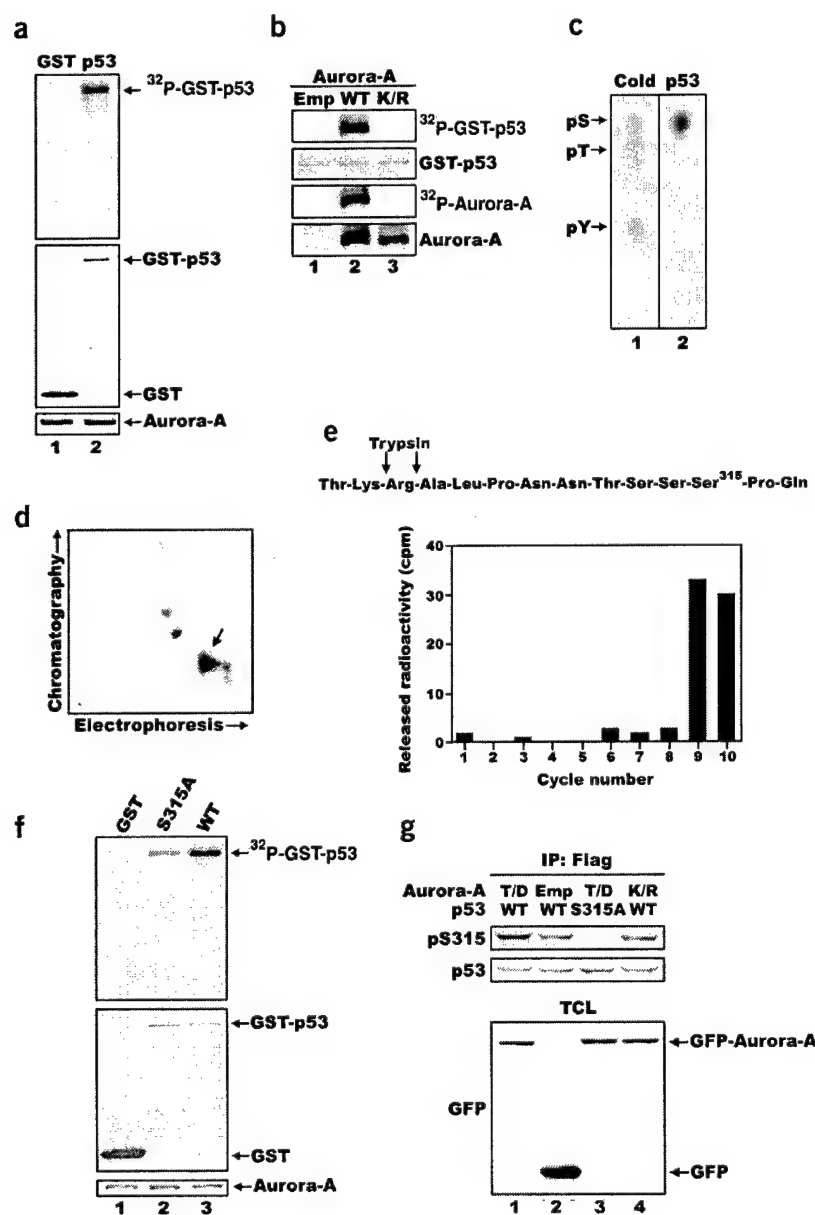 a
GST p53
32P-GST-p53
GST-p53
GST
Aurora-A
1 2
b
Aurora-A
Emp WT K/R
32P-GST-p53
GST-p53
32P-Aurora-A
Aurora-A
1 2 3
c
Cold p53
pS
pT
pY
1 2
d
Chromatography
Electrophoresis
e
Trypsin
Thr-Lys-Arg-Ala-Leu-Pro-Asn-Asn-Thr-Ser-Ser-Ser315-Pro-Gln
Released radioactivity (cpm)
40
30
20
10
0
1 2 3 4 5 6 7 8 9 10
Cycle number
f
GST S315A WT
32P-GST-p53
GST-p53
GST
Aurora-A
1 2 3
g
IP: Flag
Aurora-A T/D Emp T/D K/R
p53 WT WT S315A WT
pS315
p53
TCL
GFP-Aurora-A
GFP
GFP
1 2 3 4